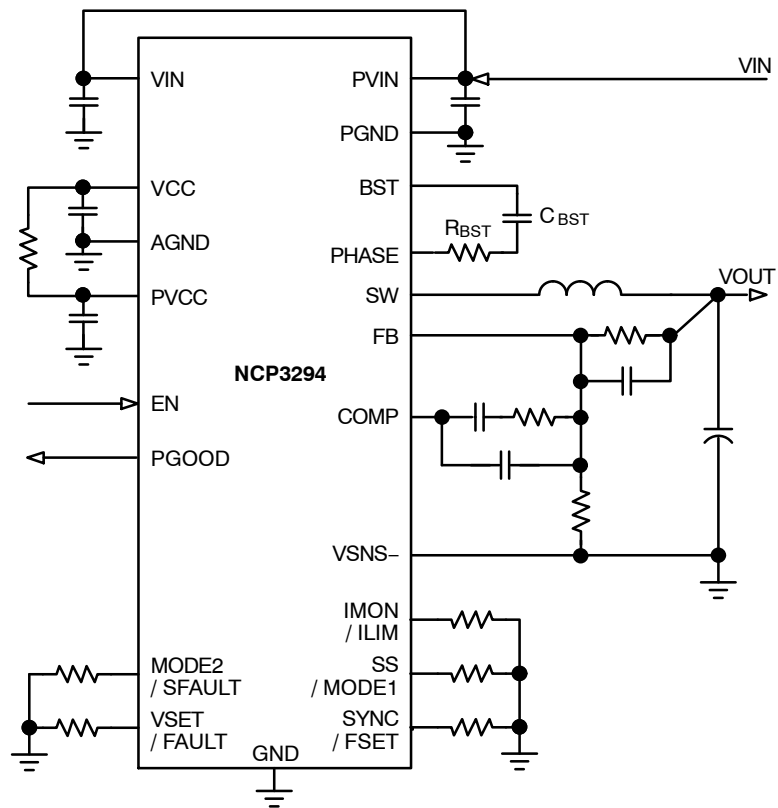 VIN
PVIN
VIN
PGND
VCC
BST
C BST
RBST
AGND
PHASE
PVCC
SW
VOUT
FB
NCP3294
EN
COMP
PGOOD
VSNS−
IMON
/ ILIM
MODE2
/ SFAULT
SS
/ MODE1
VSET
/ FAULT
SYNC
/ FSET
GND